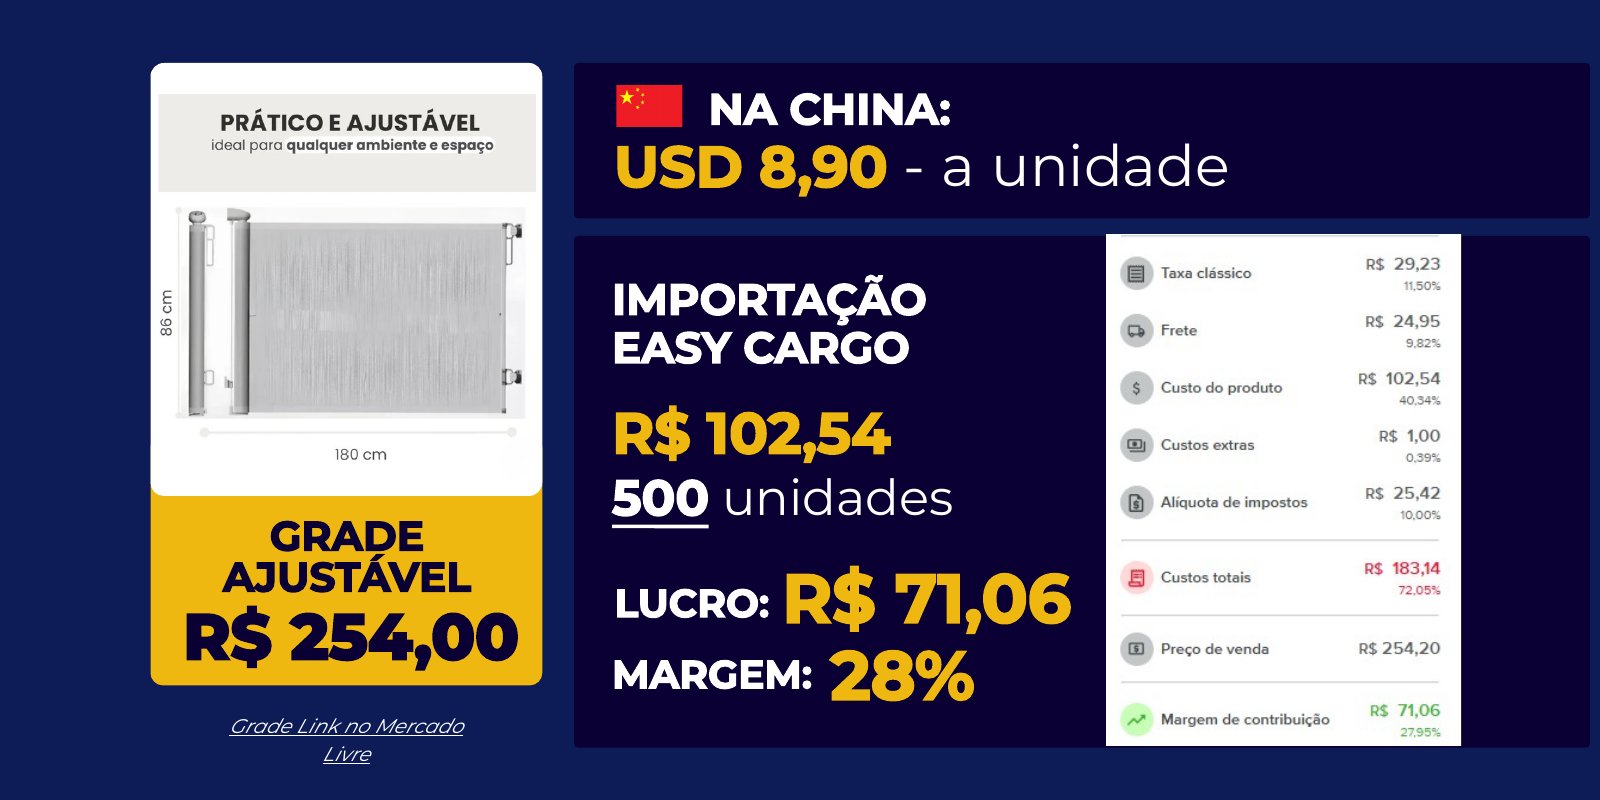 PRÁTICO E AJUSTÁVEL
ideal para qualquer ambiente e espaço
86 cm
180 cm
GRADE
AJUSTÁVEL
R$ 254,00
Grade Link no Mercado
Livre
NA CHINA:
USD 8,90 - a unidade
IMPORTAÇÃO
EASY CARGO
R$ 102,54
500 unidades
LUCRO: R$ 71,06
MARGEM: 28%
Taxa clássico R$ 29,23
11,50%
Frete R$ 24,95
9,82%
Custo do produto R$ 102,54
40,34%
Custos extras R$ 1,00
0,39%
Alíquota de impostos R$ 25,42
10,00%
Custos totais R$ 183,14
72,05%
Preço de venda R$ 254,20
Margem de contribuição R$ 71,06
27,95%